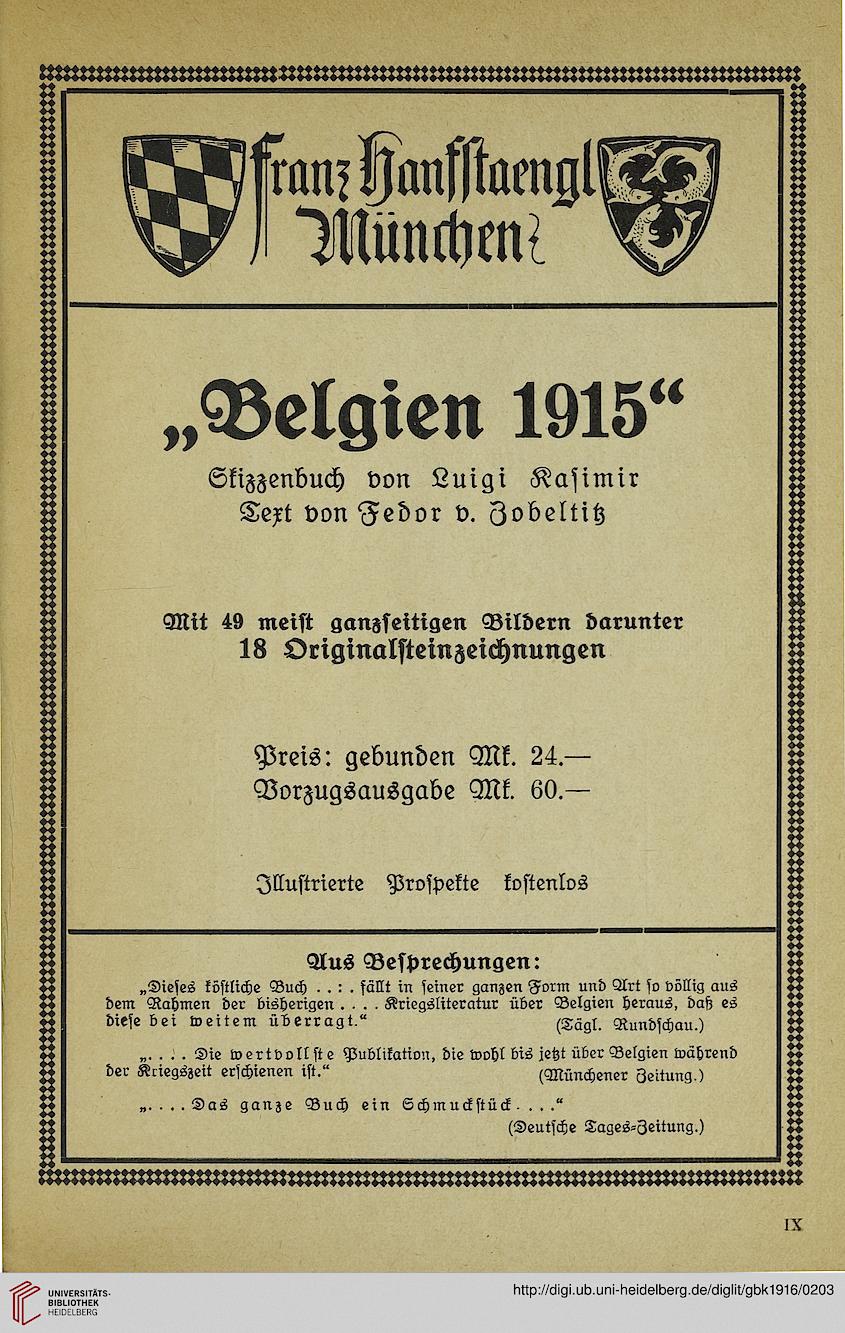 Franz Hanfstaengl
München
„Belgien 1915“
Skizzenbuch von Luigi Kasimir
Text von Fedor v. Zobeltitz
Mit 49 meist ganzseitigen Bildern darunter
18 Originalsteinzeichnungen
Preis: gebunden Mk. 24.—
Vorzugsausgabe Mk. 60.—
Illustrierte Prospekte kostenlos
Aus Besprechungen:
„Dieses köstliche Buch . . : . fällt in seiner ganzen Form und Art so völlig aus
dem Rahmen der bisherigen . . . . Kriegsliteratur über Belgien heraus, daß es
diese bei weitem überragt.“ (Tägl. Rundschau.)
„. . . . Die wertvollste Publikation, die wohl bis jetzt über Belgien während
der Kriegszeit erschienen ist.“ (Münchener Zeitung.)
„. . . . Das ganze Buch ein Schmuckstück . . . .“
(Deutsche Tages-Zeitung.)
IX
UNIVERSITÄTS-
BIBLIOTHEK
HEIDELBERG
http://digi.ub.uni-heidelberg.de/diglit/gbk1916/0203